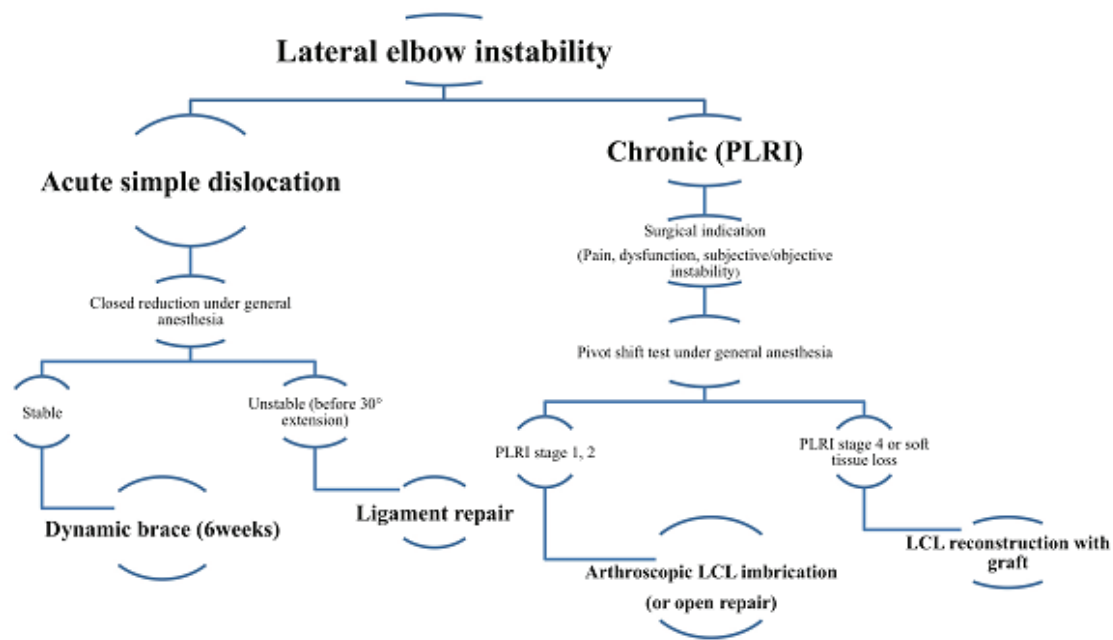 Lateral elbow instability
Acute simple dislocation
Chronic (PLRI)
Surgical indication
(Pain, dysfunction, subjective/objective
instability)
Closed reduction under general
anesthesia
Pivot shift test under general anesthesia
Stable
Unstable (before 30° 
extension)
PLRI stage 1, 2
PLRI stage 4 or soft
tissue loss
Dynamic brace (6weeks)
Ligament repair
Arthroscopic LCL imbrication
(or open repair)
LCL reconstruction with
graft